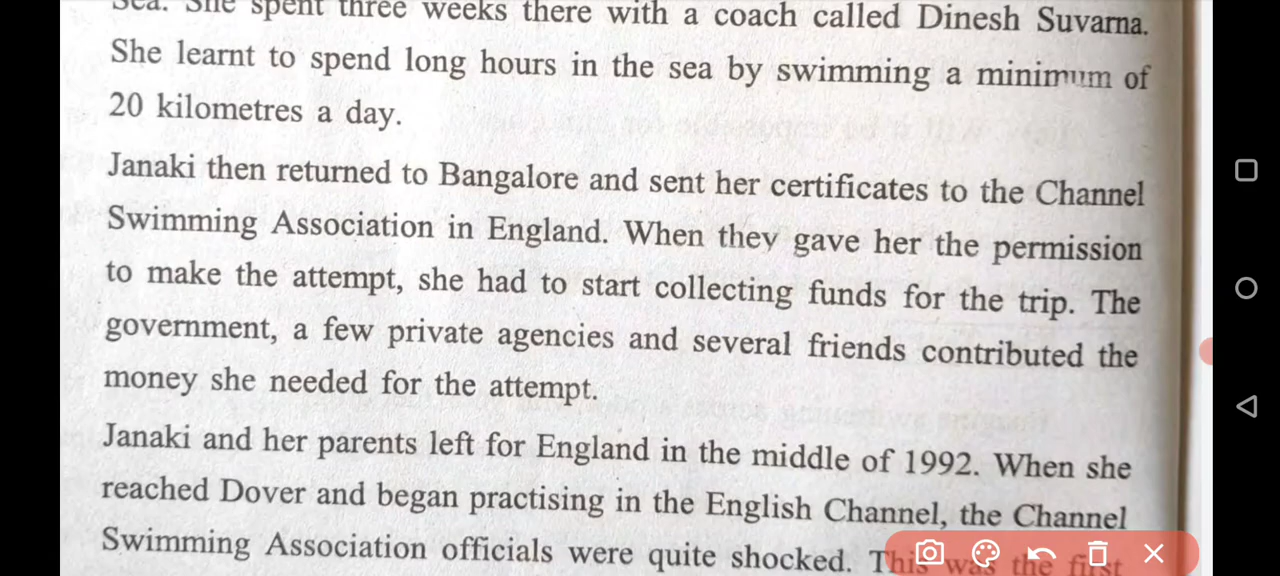 Sea. She spent three weeks there with a coach called Dinesh Suvarna.
She learnt to spend long hours in the sea by swimming a minimum of
20 kilometres a day.
Janaki then returned to Bangalore and sent her certificates to the Channel
Swimming Association in England. When they gave her the permission
to make the attempt, she had to start collecting funds for the trip. The
government, a few private agencies and several friends contributed the
money she needed for the attempt.
Janaki and her parents left for England in the middle of 1992. When she
reached Dover and began practising in the English Channel, the Channel
Swimming Association officials were quite shocked. This was the first